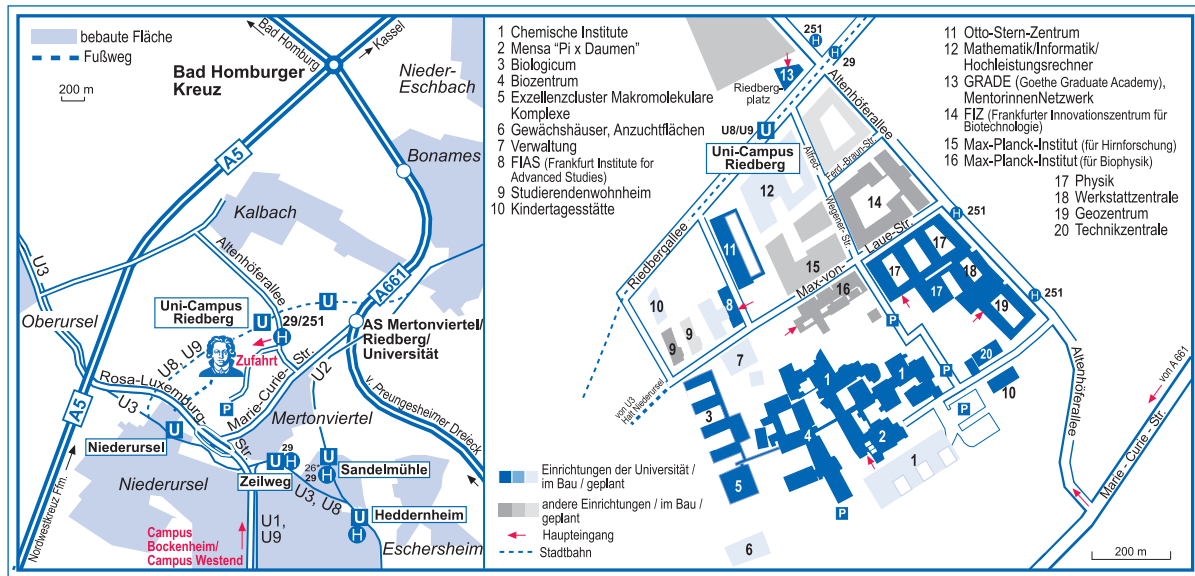 bebaute Fläche
Fußweg
200 m
Bad Homburg
Kassel
Bad Homburger
Kreuz
Nieder-
Eschbach
A5
Bonames
Kalbach
Altenhöferallee
A661
U3
Oberursel
Uni-Campus
Riedberg
U
U
29/251
H
AS Mertonviertel/
Riedberg/
Universität
Zufahrt
U8, U9
Rosa-Luxemburg-
Str.
Marie-Curie-Str.
U2
P
A5
U3
Mertonviertel
v. Preungesheimer Dreieck
Niederursel
U
29
U H
Zeilweg
26*
29 H
U
Sandelmühle
Niederursel
U3, U8
Heddernheim
U
H
U1,
U9
Eschersheim
Nordwestkreuz Ffm.
Campus
Bockenheim/
Campus Westend
1 Chemische Institute
2 Mensa "Pi x Daumen"
3 Biologicum
4 Biozentrum
5 Exzellenzcluster Makromolekulare
Komplexe
6 Gewächshäuser, Anzuchtflächen
7 Verwaltung
8 FIAS (Frankfurt Institute for
Advanced Studies)
9 Studierendenwohnheim
10 Kindertagesstätte
11 Otto-Stern-Zentrum
12 Mathematik/Informatik/
Hochleistungsrechner
13 GRADE (Goethe Graduate Academy),
MentorinnenNetzwerk
14 FIZ (Frankfurter Innovationszentrum für
Biotechnologie)
15 Max-Planck-Institut (für Hirnforschung)
16 Max-Planck-Institut (für Biophysik)
17 Physik
18 Werkstattzentrale
19 Geozentrum
20 Technikzentrale
251
H
H
29
13
Riedberg-
platz
Altenhöferallee
U8/U9
U
Uni-Campus
Riedberg
Alfred-
Wegener-Str.
Ferd.-Braun-Str.
12
14
Riedbergallee
11
Max-von-
Laue-Str.
H
251
17
17
18
17
15
16
10
8
19
H
251
9
9
P
7
20
10
Altenhöferallee
von A 661
von U3
Halt Niederursel
1
1
P
P
3
4
2
1
5
Marie - Curie - Str.
P
6
Einrichtungen der Universität /
im Bau / geplant
andere Einrichtungen / im Bau /
geplant
Haupteingang
Stadtbahn
200 m